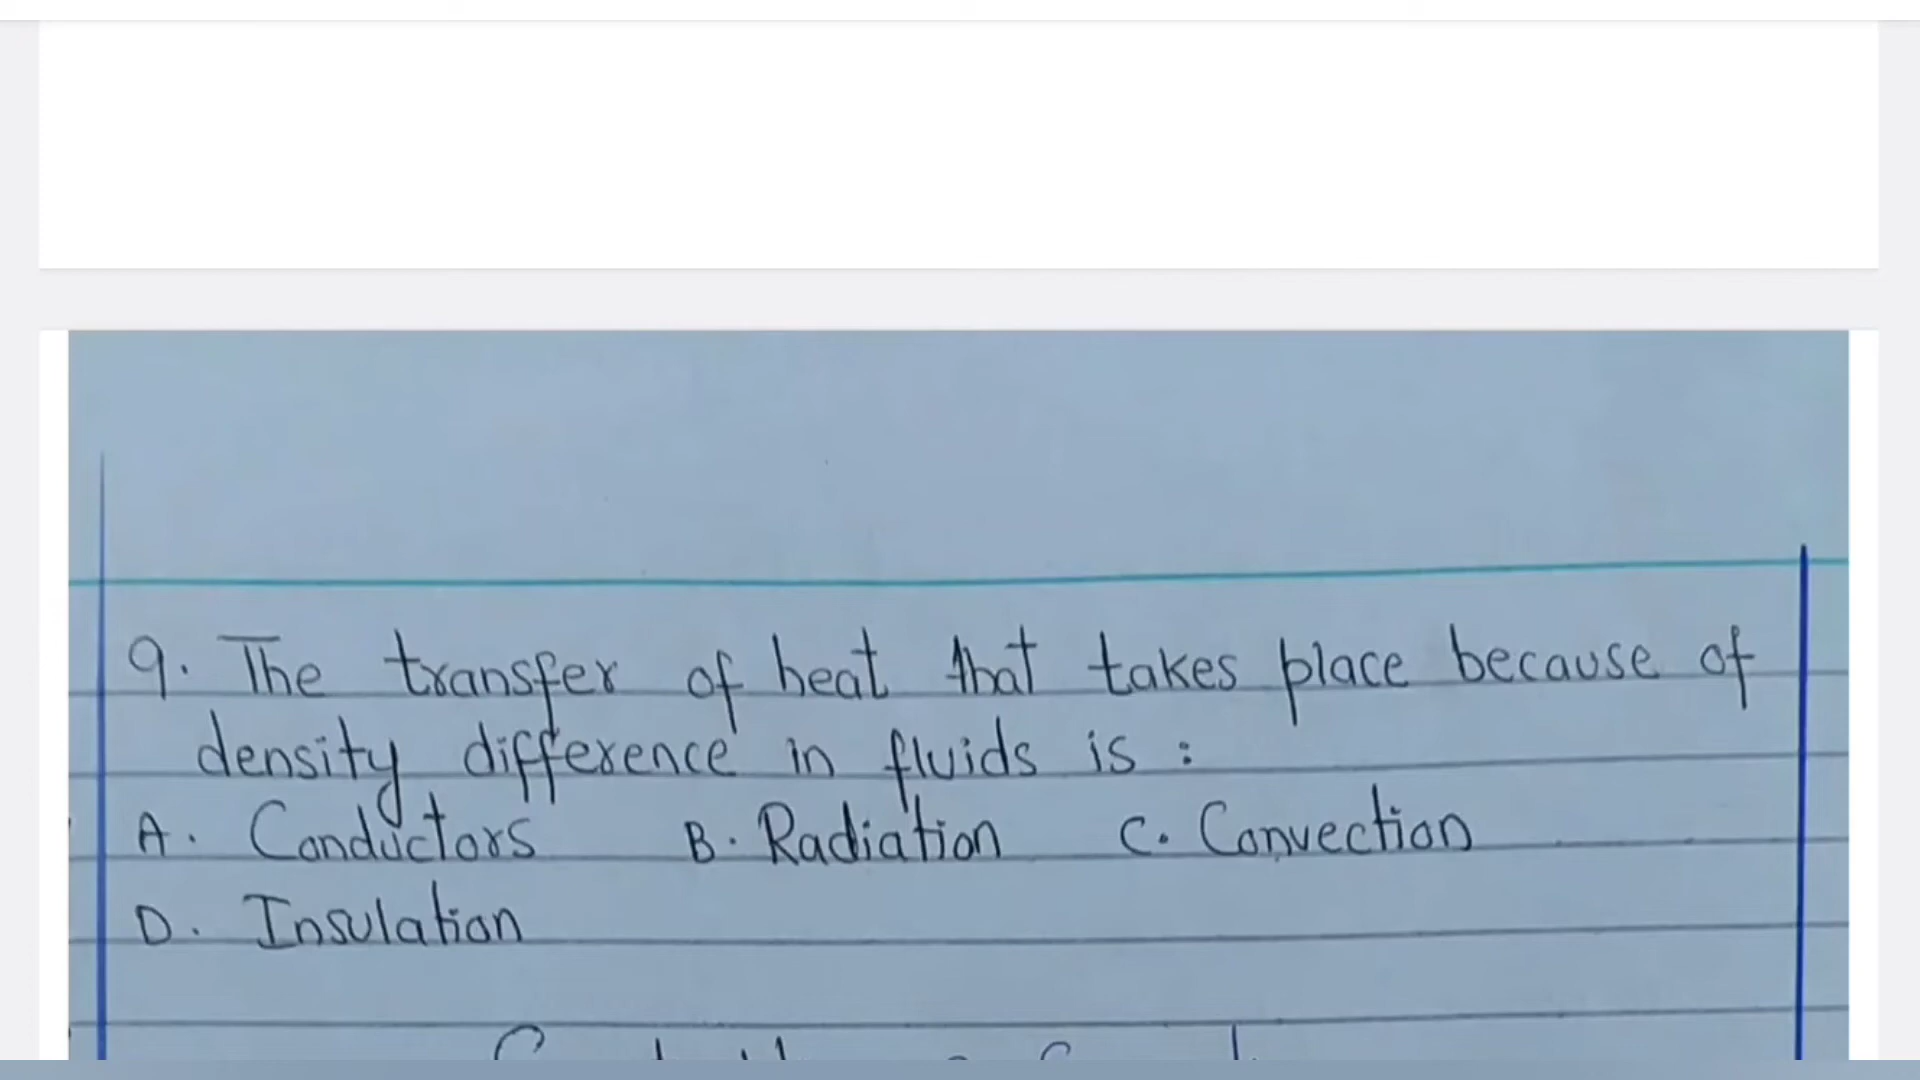 9. The transfer of heat that takes place because of
density difference in fluids is :
A. Conductors B. Radiation C. Convection
D. Insulation